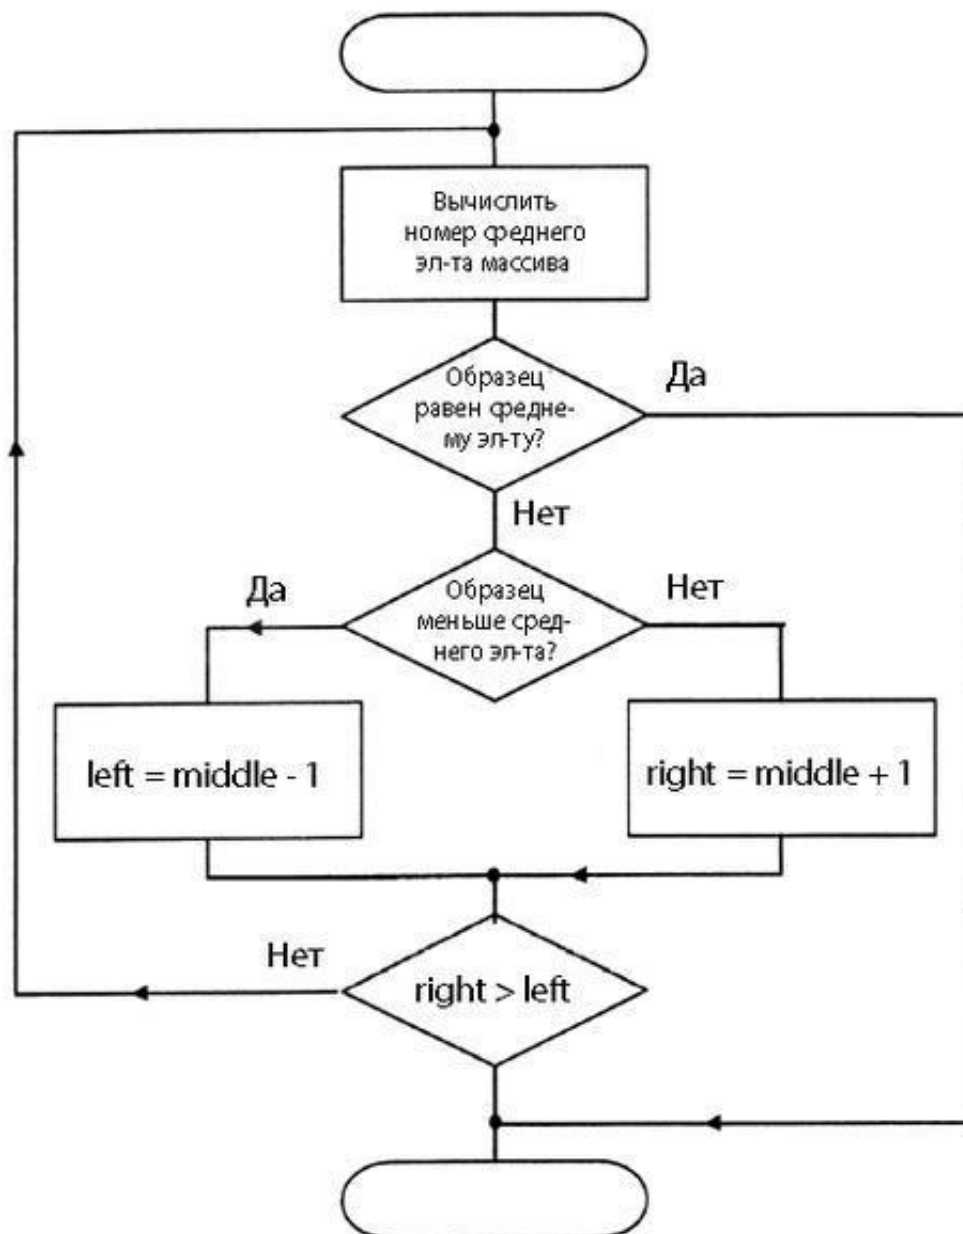 Вычислить
номер среднего
эл-та массива
Образец
равен средне-
му эл-ту?
Да
Нет
Образец
меньше сред-
него эл-та?
Да
Нет
left = middle - 1
right = middle + 1
Нет
right > left